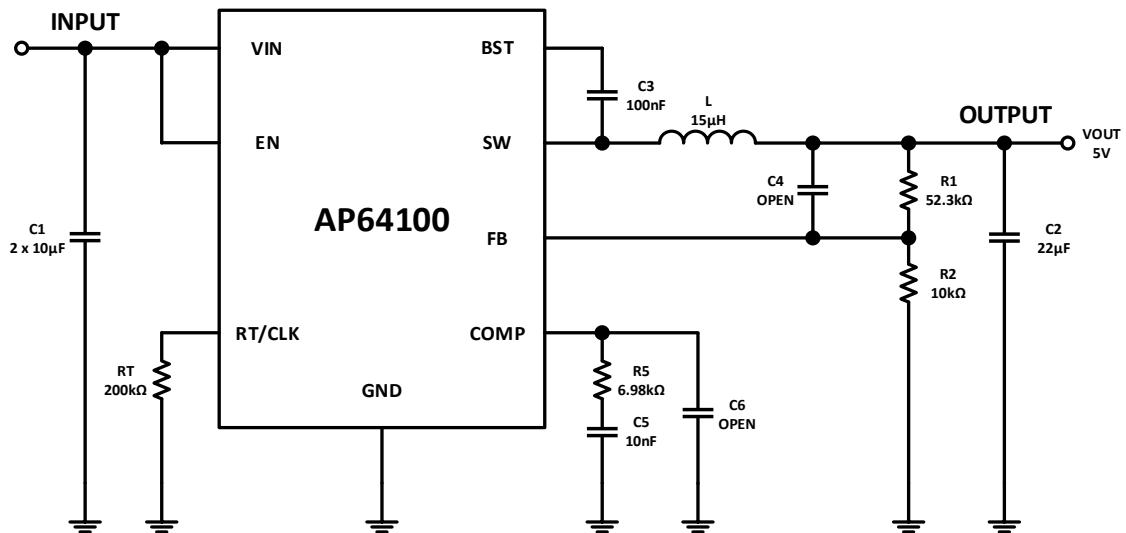 INPUT
VIN
BST
C3
100nF
L
15µH
OUTPUT
VOUT
5V
EN
SW
C4
OPEN
R1
52.3kΩ
AP64100
C1
2 x 10µF
FB
C2
22µF
R2
10kΩ
RT/CLK
COMP
RT
200kΩ
GND
R5
6.98kΩ
C5
10nF
C6
OPEN